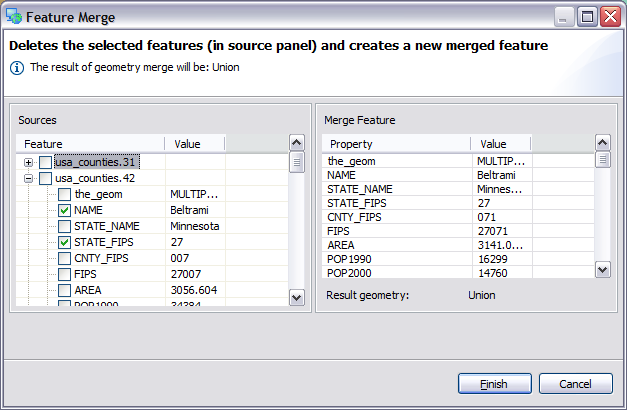 Feature Merge
Deletes the selected features (in source panel) and creates a new merged feature
The result of geometry merge will be: Union
Sources
Feature Value
usa_counties.31
usa_counties.42
the_geom MULTIP...
NAME Beltrami
STATE_NAME Minnesota
STATE_FIPS 27
CNTY_FIPS 007
FIPS 27007
AREA 3056.604
POP1990 34384
Merge Feature
Property Value
the_geom MULTIP...
NAME Beltrami
STATE_NAME Minnes...
STATE_FIPS 27
CNTY_FIPS 071
FIPS 27071
AREA 3141.0...
POP1990 16299
POP2000 14760
Result geometry: Union
Finish Cancel